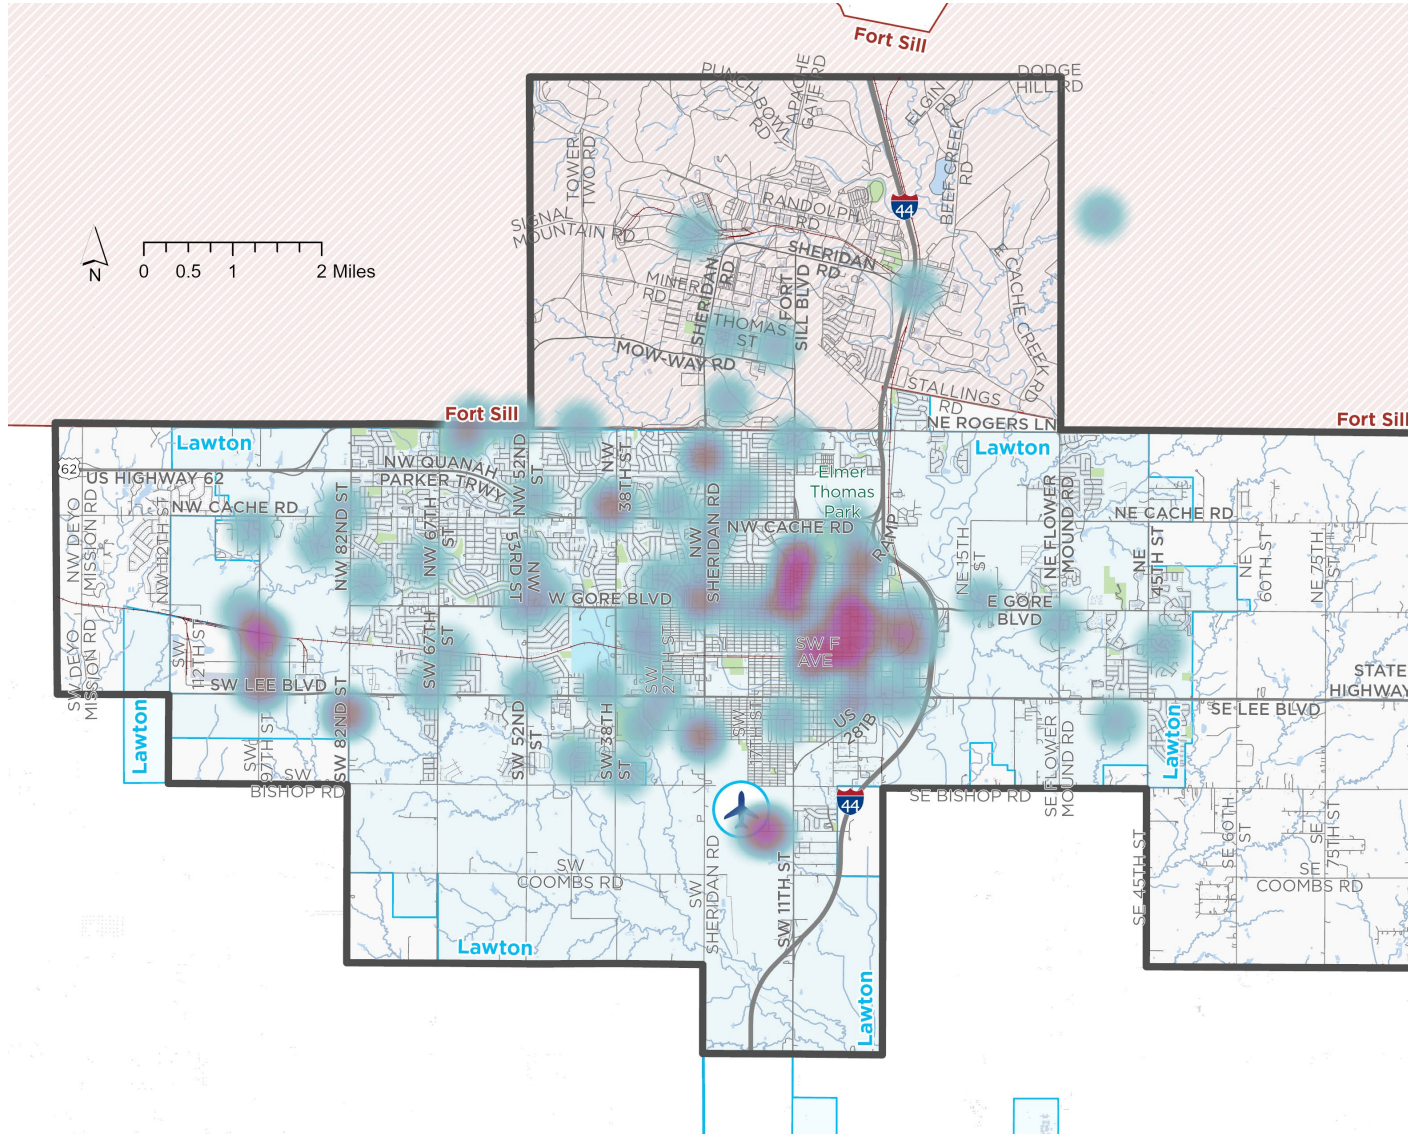 Fort Sill
PUNCH BOWL
RD
APACHE
GATE RD
ELGIN
RD
DODGE
HILL RD
TOWER
TWO RD
BEEF CREEK
RD
44
RANDOLPH
RD
SIGNAL
MOUNTAIN RD
SHERIDAN
RD
E CACHE CREEK RD
N
0 0.5 1 2 Miles
MINER
RD
SHERIDAN
RD
FORT
SILL BLVD
THOMAS
ST
MOW-WAY RD
STALLINGS
RD
Fort Sill
NE ROGERS LN
Fort Sill
Lawton
Lawton
62
US HIGHWAY 62
NW QUANAH
PARKER TRWY
NW 52ND
ST
NW
38TH ST
Elmer
Thomas
Park
NW DEYO
MISSION RD
NW 112TH ST
NW CACHE RD
NW 82ND ST
NW 67TH
ST
NW
53RD ST
NW
SHERIDAN RD
NW CACHE RD
RAMP
NE 15TH
ST
NE FLOWER
MOUND RD
NE CACHE RD
NE
45TH ST
NE
60TH ST
NE 75TH
ST
W GORE BLVD
E GORE
BLVD
SW DEYO
MISSION RD
SW
112TH ST
SW 67TH
ST
SW
27TH ST
SW F
AVE
SW LEE BLVD
STATE
HIGHWAY
SE LEE BLVD
Lawton
SW
97TH ST
SW 82ND ST
SW 52ND
ST
SW 38TH
ST
SW
17TH ST
US
281B
SE FLOWER
MOUND RD
Lawton
SW
BISHOP RD
SE BISHOP RD
44
SW
SHERIDAN RD
SW 11TH ST
SE 45TH ST
SE 60TH
ST
SE
75TH ST
SW
COOMBS RD
SE
COOMBS RD
Lawton
Lawton